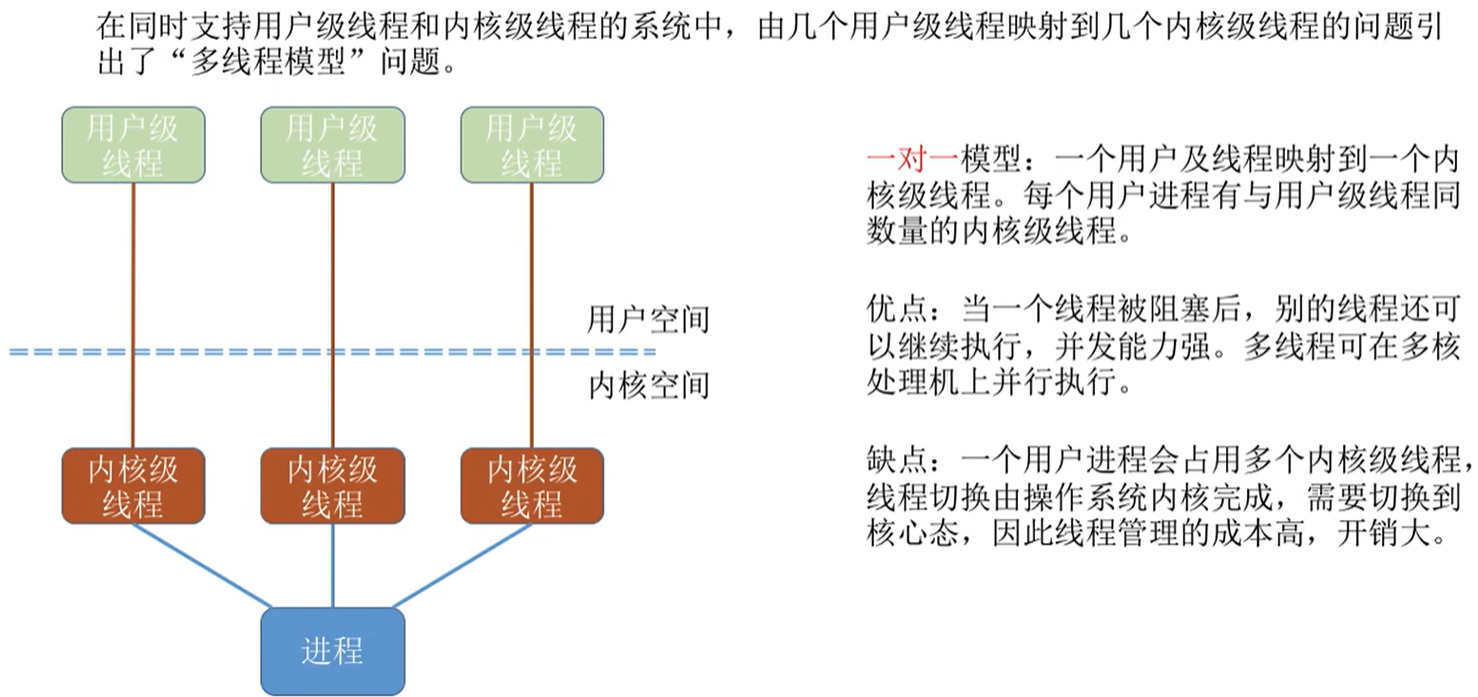 在同时支持用户级线程和内核级线程的系统中，由几个用户级线程映射到几个内核级线程的问题引
出了“多线程模型”问题。
用户级
线程
用户级
线程
用户级
线程
用户空间
内核空间
内核级
线程
内核级
线程
内核级
线程
进程
一对一模型：一个用户及线程映射到一个内
核级线程。每个用户进程有与用户级线程同
数量的内核级线程。
优点：当一个线程被阻塞后，别的线程还可
以继续执行，并发能力强。多线程可在多核
处理机上并行执行。
缺点：一个用户进程会占用多个内核级线程，
线程切换由操作系统内核完成，需要切换到
核心态，因此线程管理的成本高，开销大。